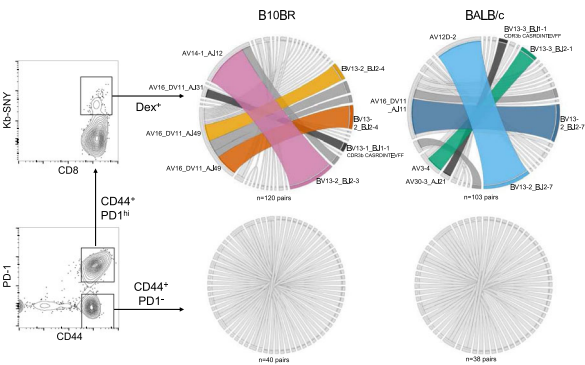 B10BR
BALB/c
AV14-1_AJ12
BV13-2_BJ2-4
AV16_DV11_AJ31
AV16_DV11_AJ49
BV13-
2_BJ2-4
AV16_DV11_AJ49
BV13-1_BJ1-1
CDR3b CASRDINTEVFF
BV13-2_BJ2-3
n=120 pairs
AV12D-2
BV13-3_BJ1-1
CDR3b CASRDINTEVFF
BV13-3_BJ2-1
AV16_DV11
_AJ11
BV13-
2_BJ2-7
AV3-4
AV30-3_AJ21
BV13-2_BJ2-7
n=103 pairs
Kb-SNY
CD8
Dex+
CD44+
PD1hi
PD-1
CD44
CD44+
PD1-
n=40 pairs
n=38 pairs